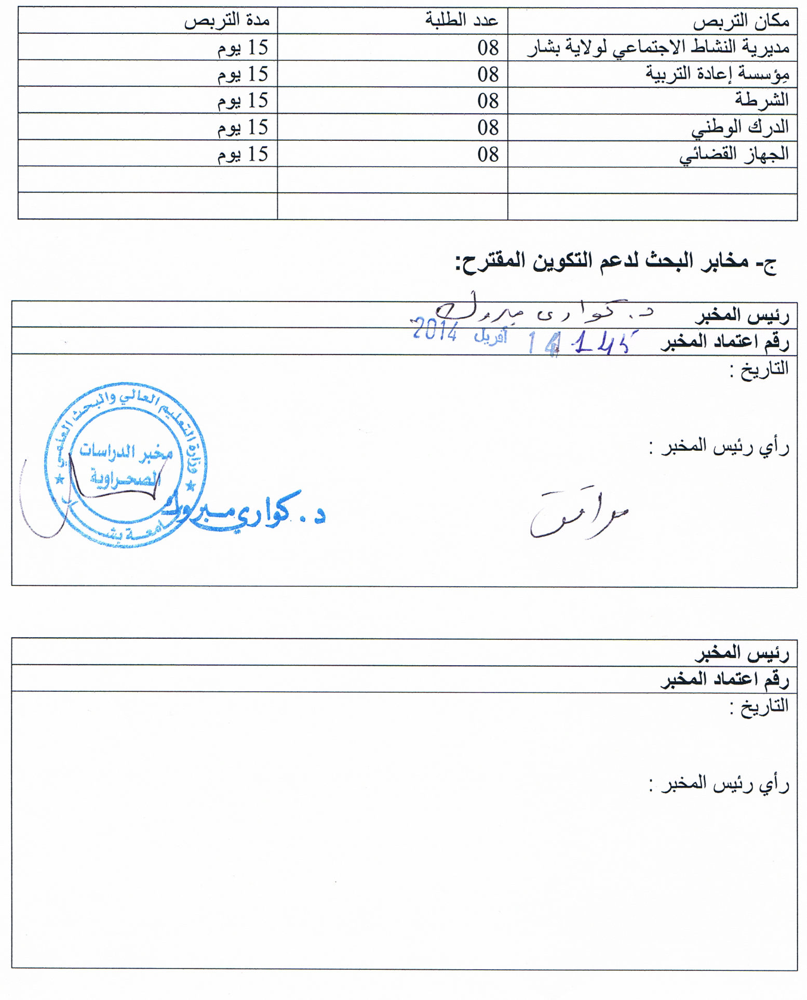 مكان التربص عدد الطلبة مدة التربص
مديرية النشاط الاجتماعي لولاية بشار 08 15 يوم
مؤسسة إعادة التربية 08 15 يوم
الشرطة 08 15 يوم
الدرك الوطني 08 15 يوم
الجهاز القضائي 08 15 يوم
ج- مخابر البحث لدعم التكوين المقترح:
رئيس المخبر د. كواري مبروك
رقم اعتماد المخبر 145 14 أفريل 2014
التاريخ :
رأي رئيس المخبر :
موافق
وزارة التعليم العالي والبحث العلمي
مخبر الدراسات
الصحراوية
جامعة بشار
د. كواري مبروك
رئيس المخبر
رقم اعتماد المخبر
التاريخ :
رأي رئيس المخبر :